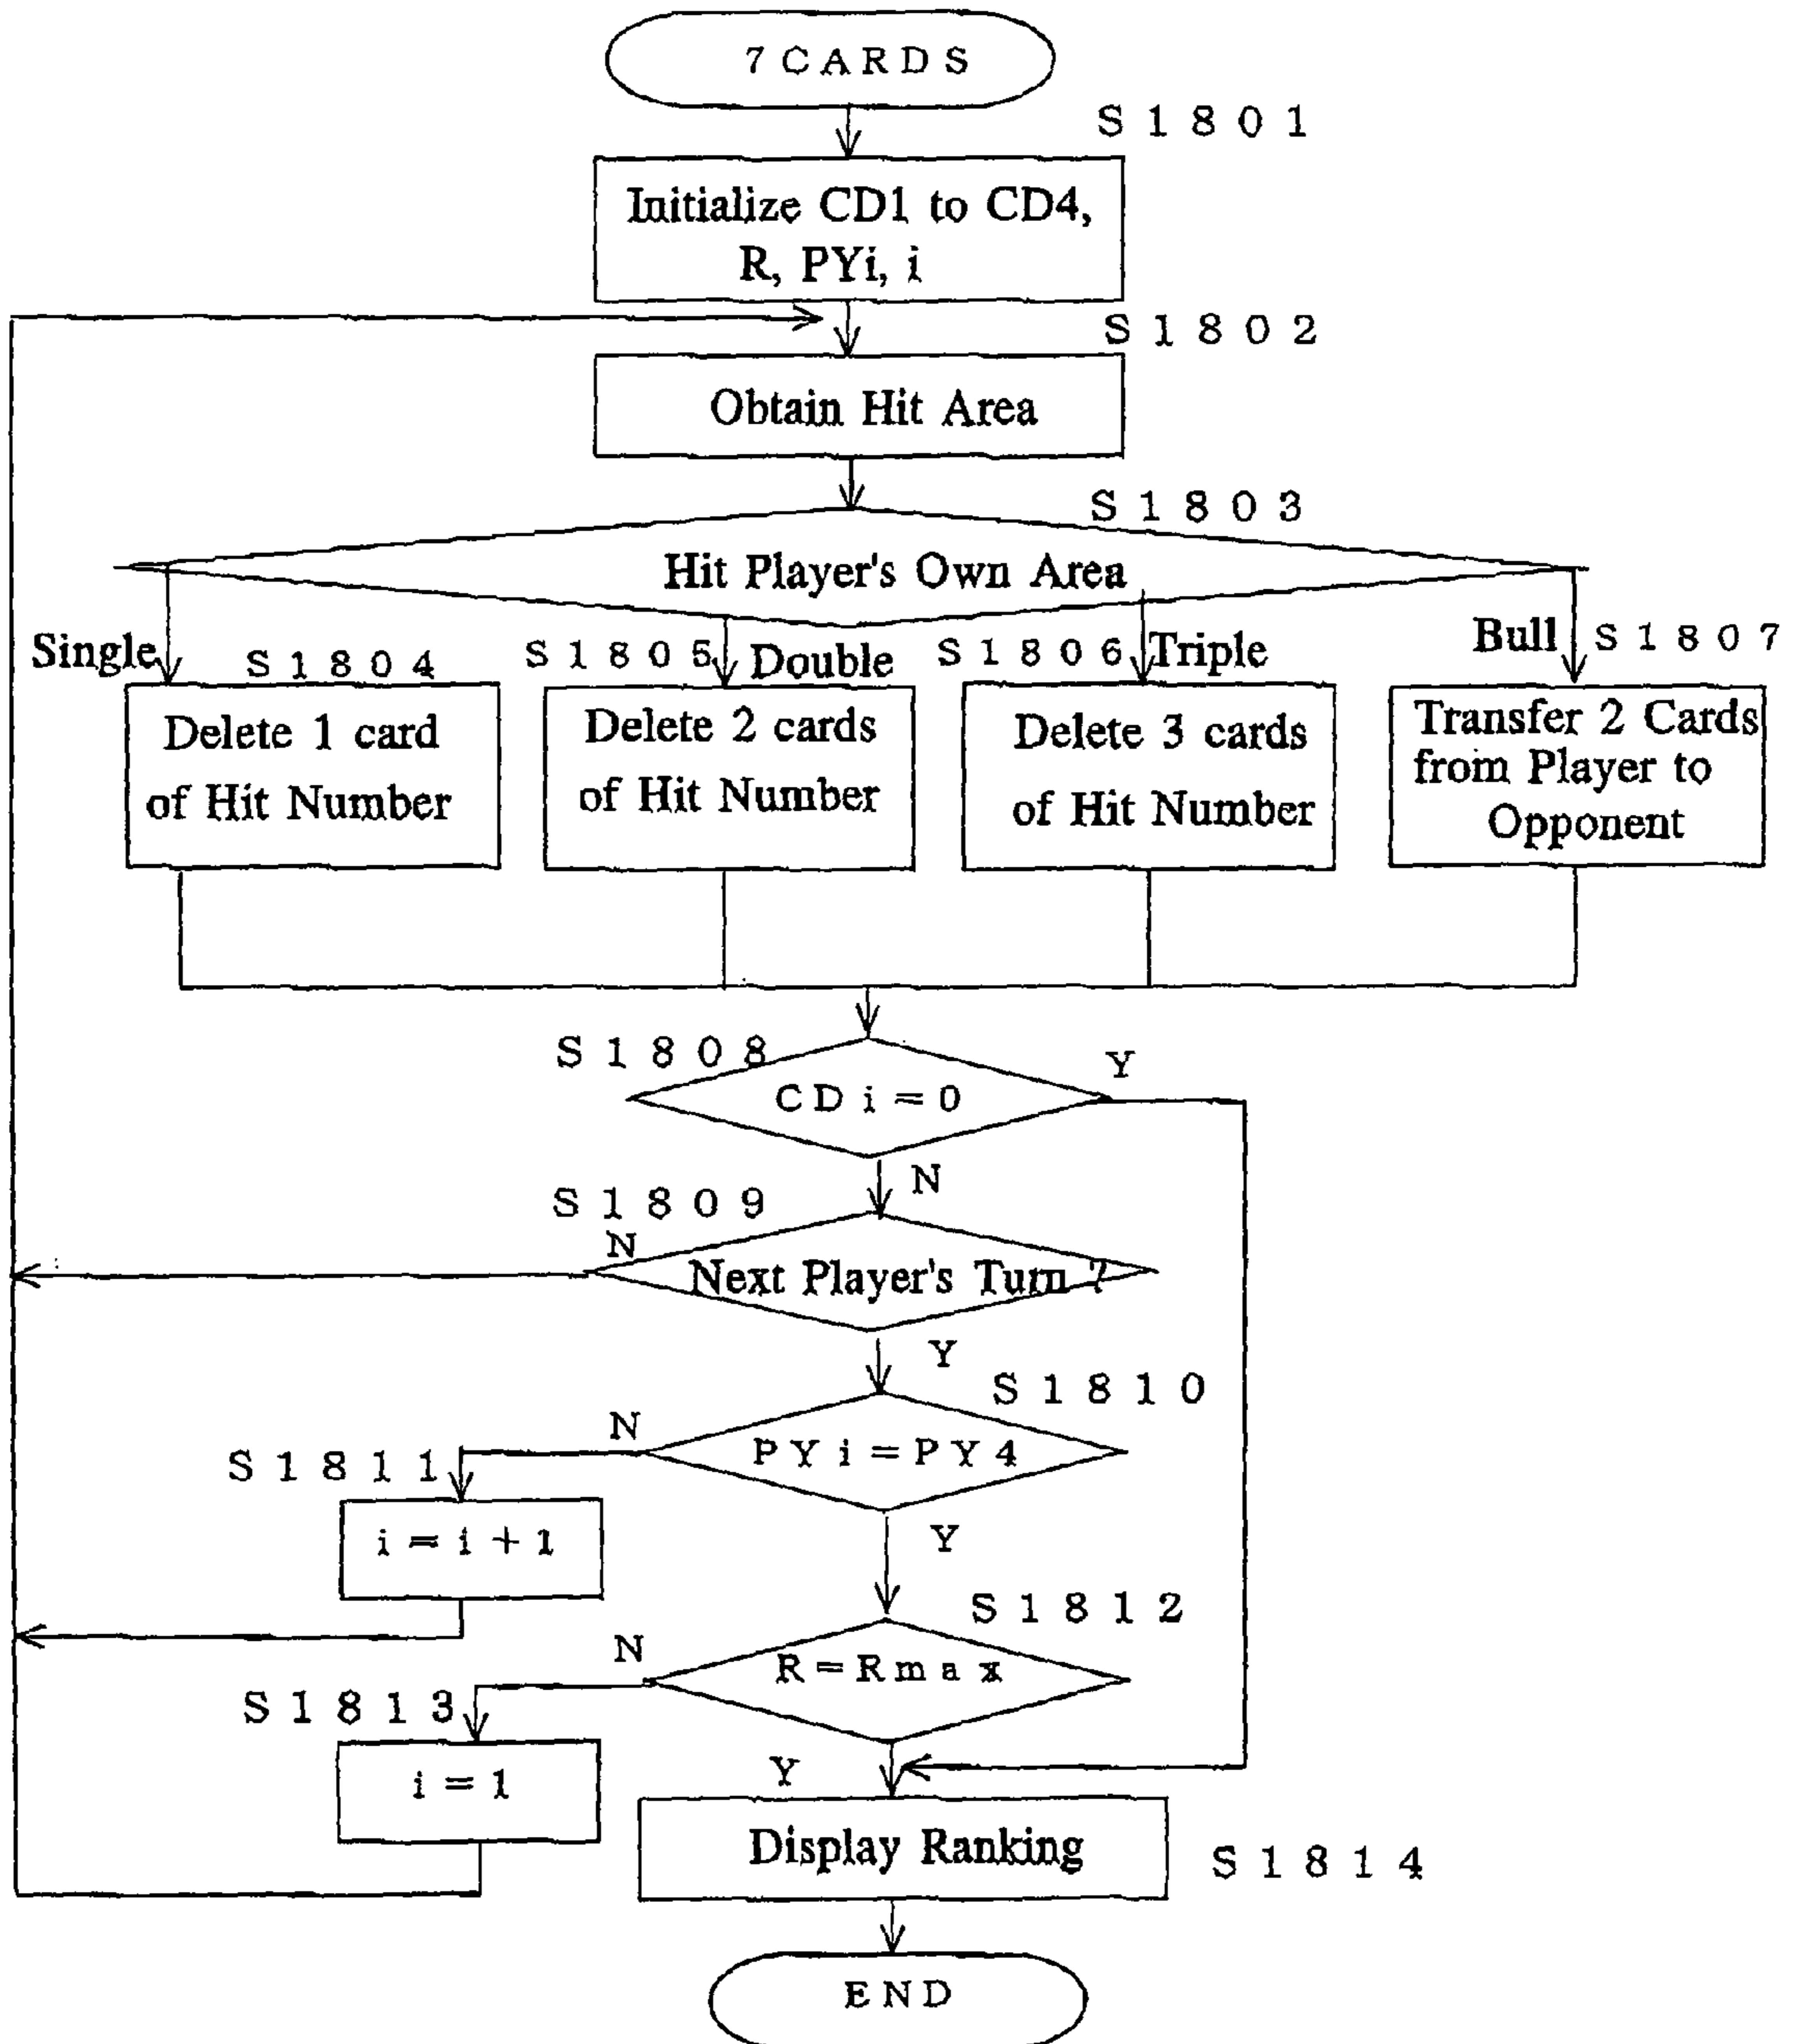 7 CARDS
S1801
Initialize CD1 to CD4,
R, PYi, i
S1802
Obtain Hit Area
S1803
Hit Player's Own Area
Single
S1804
S1805
Double
S1806
Triple
Bull
S1807
Delete 1 card
of Hit Number
Delete 2 cards
of Hit Number
Delete 3 cards
of Hit Number
Transfer 2 Cards
from Player to
Opponent
S1808
CDi=0
Y
N
S1809
N
Next Player's Turn ?
Y
S1810
N
PYi=PY4
S1811
i=i+1
Y
S1812
N
R=Rmax
S1813
i=1
Y
Display Ranking
S1814
END